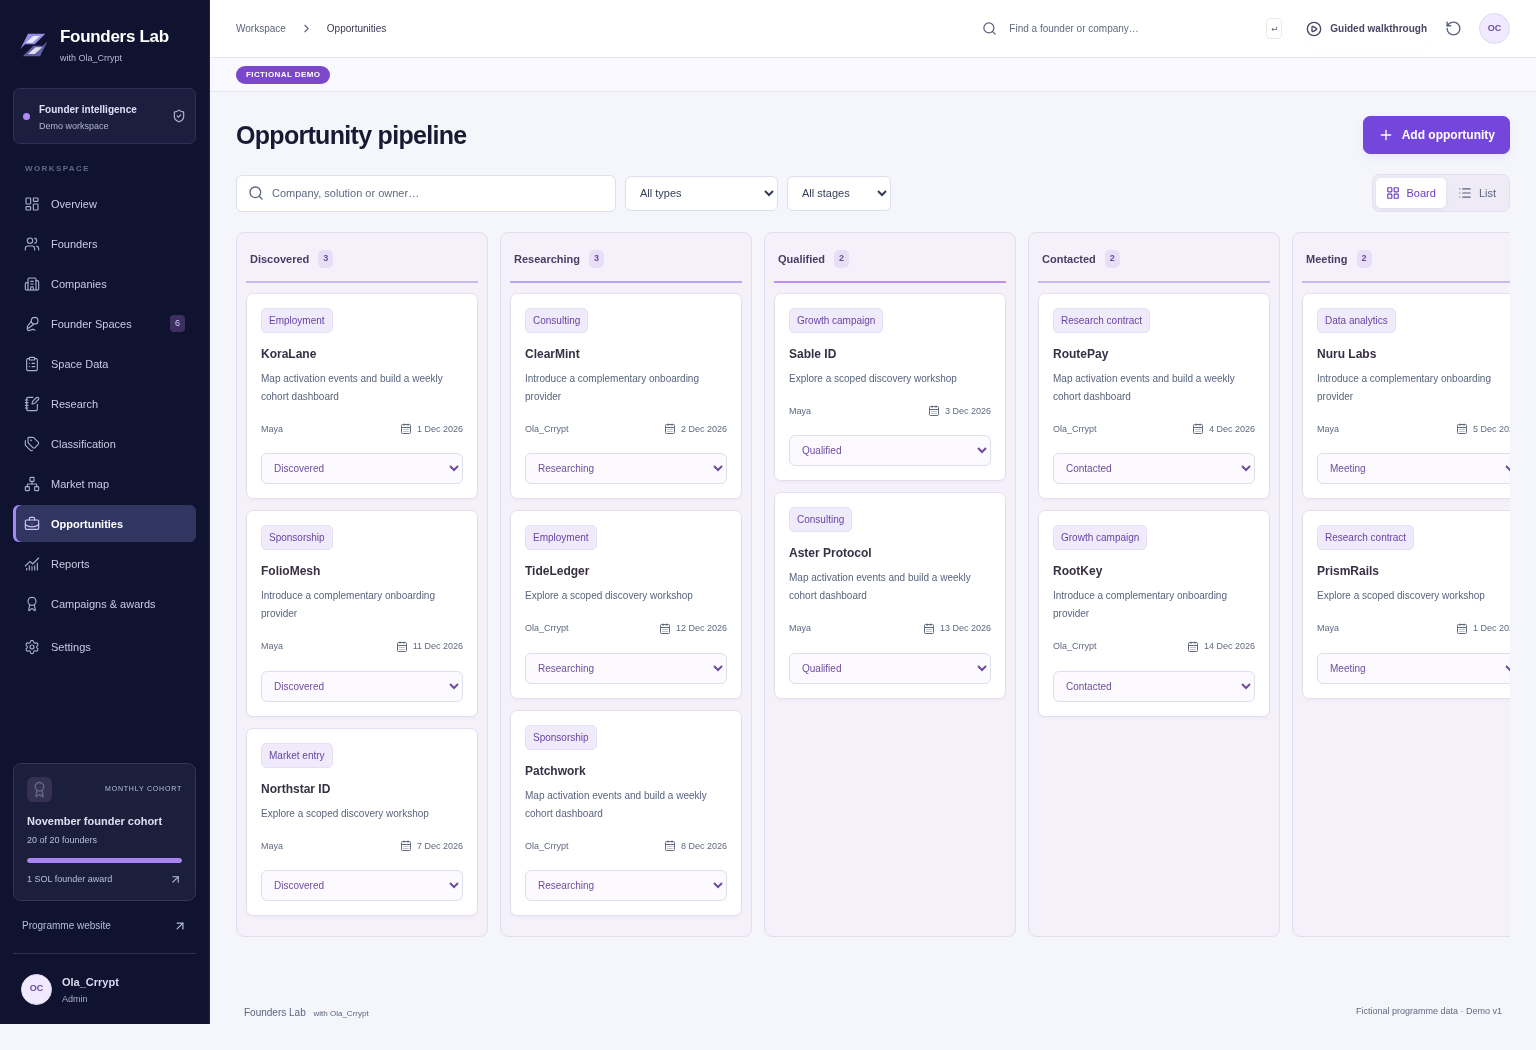 Founders Lab
with Ola_Crrypt
Founder intelligence
Demo workspace
WORKSPACE
Overview
Founders
Companies
Founder Spaces 6
Space Data
Research
Classification
Market map
Opportunities
Reports
Campaigns & awards
Settings
MONTHLY COHORT
November founder cohort
20 of 20 founders
1 SOL founder award
Programme website
OC
Ola_Crrypt
Admin
Workspace > Opportunities
Find a founder or company…
↵
Guided walkthrough
OC
FICTIONAL DEMO
Opportunity pipeline
Add opportunity
Company, solution or owner…
All types
All stages
Board
List
Discovered 3
Employment
KoraLane
Map activation events and build a weekly
cohort dashboard
Maya 1 Dec 2026
Discovered
Sponsorship
FolioMesh
Introduce a complementary onboarding
provider
Maya 11 Dec 2026
Discovered
Market entry
Northstar ID
Explore a scoped discovery workshop
Maya 7 Dec 2026
Discovered
Researching 3
Consulting
ClearMint
Introduce a complementary onboarding
provider
Ola_Crrypt 2 Dec 2026
Researching
Employment
TideLedger
Explore a scoped discovery workshop
Ola_Crrypt 12 Dec 2026
Researching
Sponsorship
Patchwork
Map activation events and build a weekly
cohort dashboard
Ola_Crrypt 8 Dec 2026
Researching
Qualified 2
Growth campaign
Sable ID
Explore a scoped discovery workshop
Maya 3 Dec 2026
Qualified
Consulting
Aster Protocol
Map activation events and build a weekly
cohort dashboard
Maya 13 Dec 2026
Qualified
Contacted 2
Research contract
RoutePay
Map activation events and build a weekly
cohort dashboard
Ola_Crrypt 4 Dec 2026
Contacted
Growth campaign
RootKey
Introduce a complementary onboarding
provider
Ola_Crrypt 14 Dec 2026
Contacted
Meeting 2
Data analytics
Nuru Labs
Introduce a complementary onboarding
provider
Maya 5 Dec
Meeting
Research contract
PrismRails
Explore a scoped discovery workshop
Maya 1 Dec
Meeting
Founders Lab with Ola_Crrypt
Fictional programme data · Demo v1